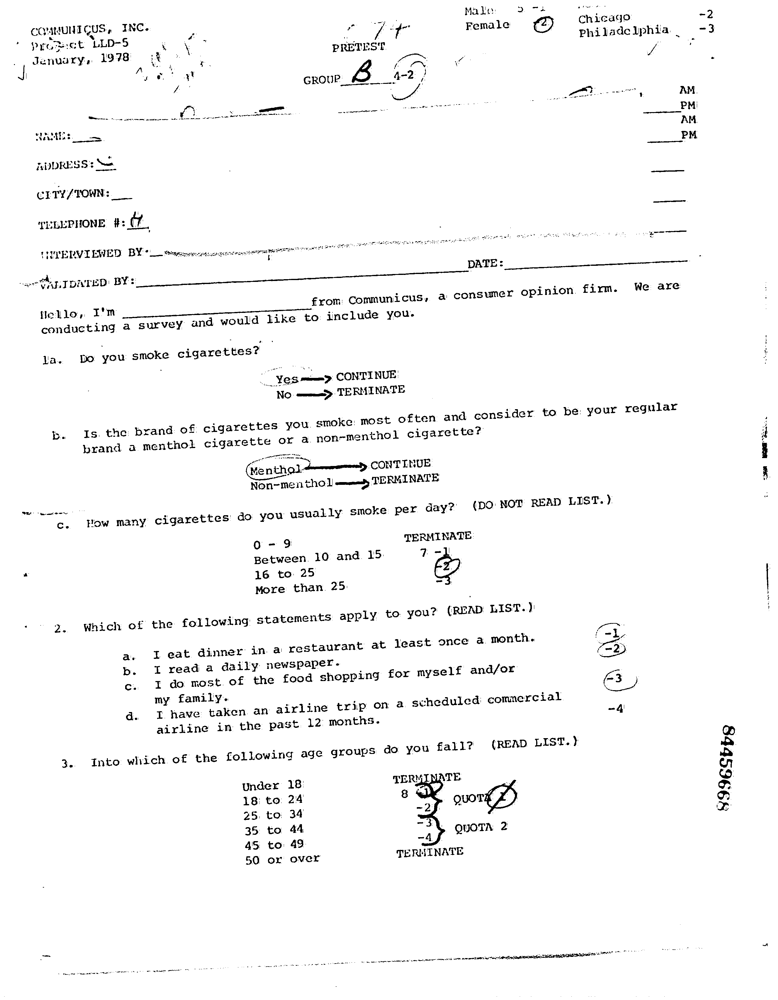 COMMUNICUS, INC.
Project LLD-5
January, 1978
74
PRETEST
GROUP B 4-2
Male 5 -1
Female 2
Chicago -2
Philadelphia -3
AM
PM
AM
PM
NAME:
ADDRESS:
CITY/TOWN:
TELEPHONE #:
INTERVIEWED BY:
VALIDATED BY: DATE:
Hello, I'm from Communicus, a consumer opinion firm. We are
conducting a survey and would like to include you.
1a. Do you smoke cigarettes?
Yes → CONTINUE
No → TERMINATE
b. Is the brand of cigarettes you smoke most often and consider to be your regular
brand a menthol cigarette or a non-menthol cigarette?
Menthol → CONTINUE
Non-menthol → TERMINATE
c. How many cigarettes do you usually smoke per day? (DO NOT READ LIST.)
0 - 9 TERMINATE
Between 10 and 15 7 -1
16 to 25 -2
More than 25 -3
2. Which of the following statements apply to you? (READ LIST.)
a. I eat dinner in a restaurant at least once a month. -1
b. I read a daily newspaper. -2
c. I do most of the food shopping for myself and/or
my family. -3
d. I have taken an airline trip on a scheduled commercial
airline in the past 12 months. -4
3. Into which of the following age groups do you fall? (READ LIST.)
Under 18 TERMINATE
18 to 24 8 -1
25 to 34 -2 QUOTA 1
35 to 44 -3
45 to 49 -4 QUOTA 2
50 or over TERMINATE
84459668